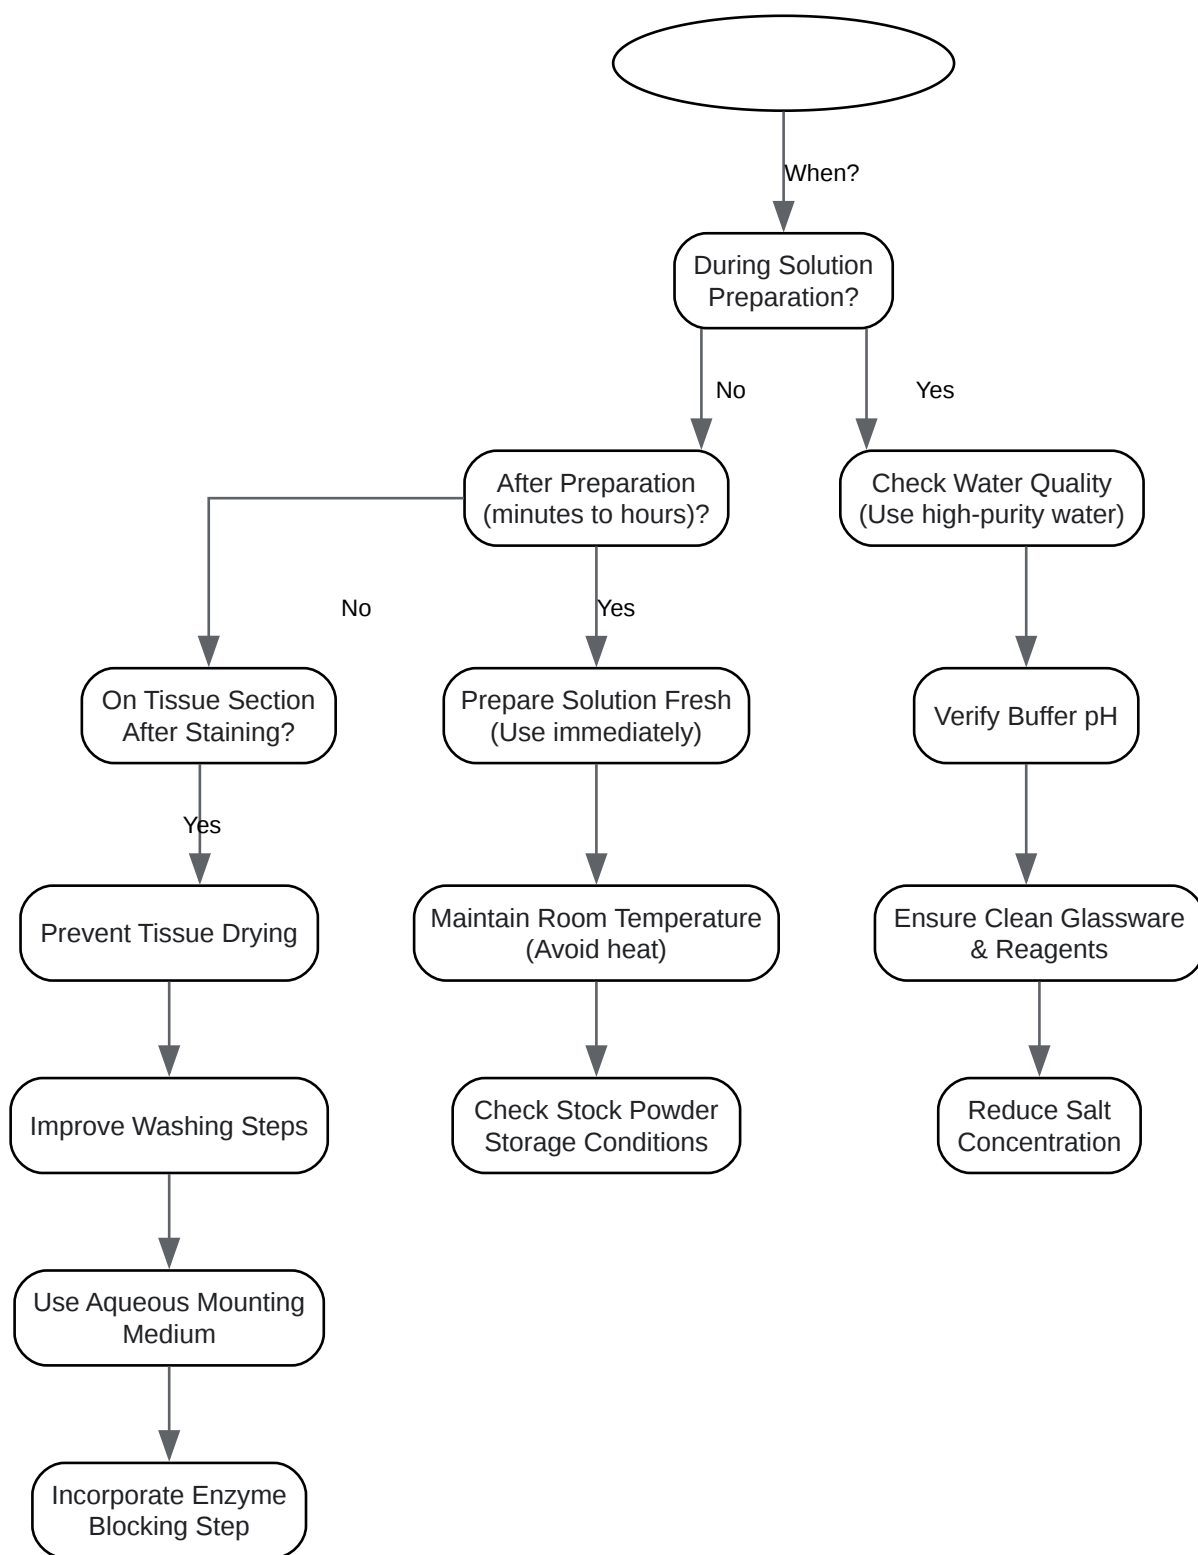 When?
During Solution
Preparation?
No
Yes
After Preparation
(minutes to hours)?
Check Water Quality
(Use high-purity water)
No
Yes
On Tissue Section
After Staining?
Prepare Solution Fresh
(Use immediately)
Verify Buffer pH
Yes
Prevent Tissue Drying
Maintain Room Temperature
(Avoid heat)
Ensure Clean Glassware
& Reagents
Improve Washing Steps
Check Stock Powder
Storage Conditions
Reduce Salt
Concentration
Use Aqueous Mounting
Medium
Incorporate Enzyme
Blocking Step